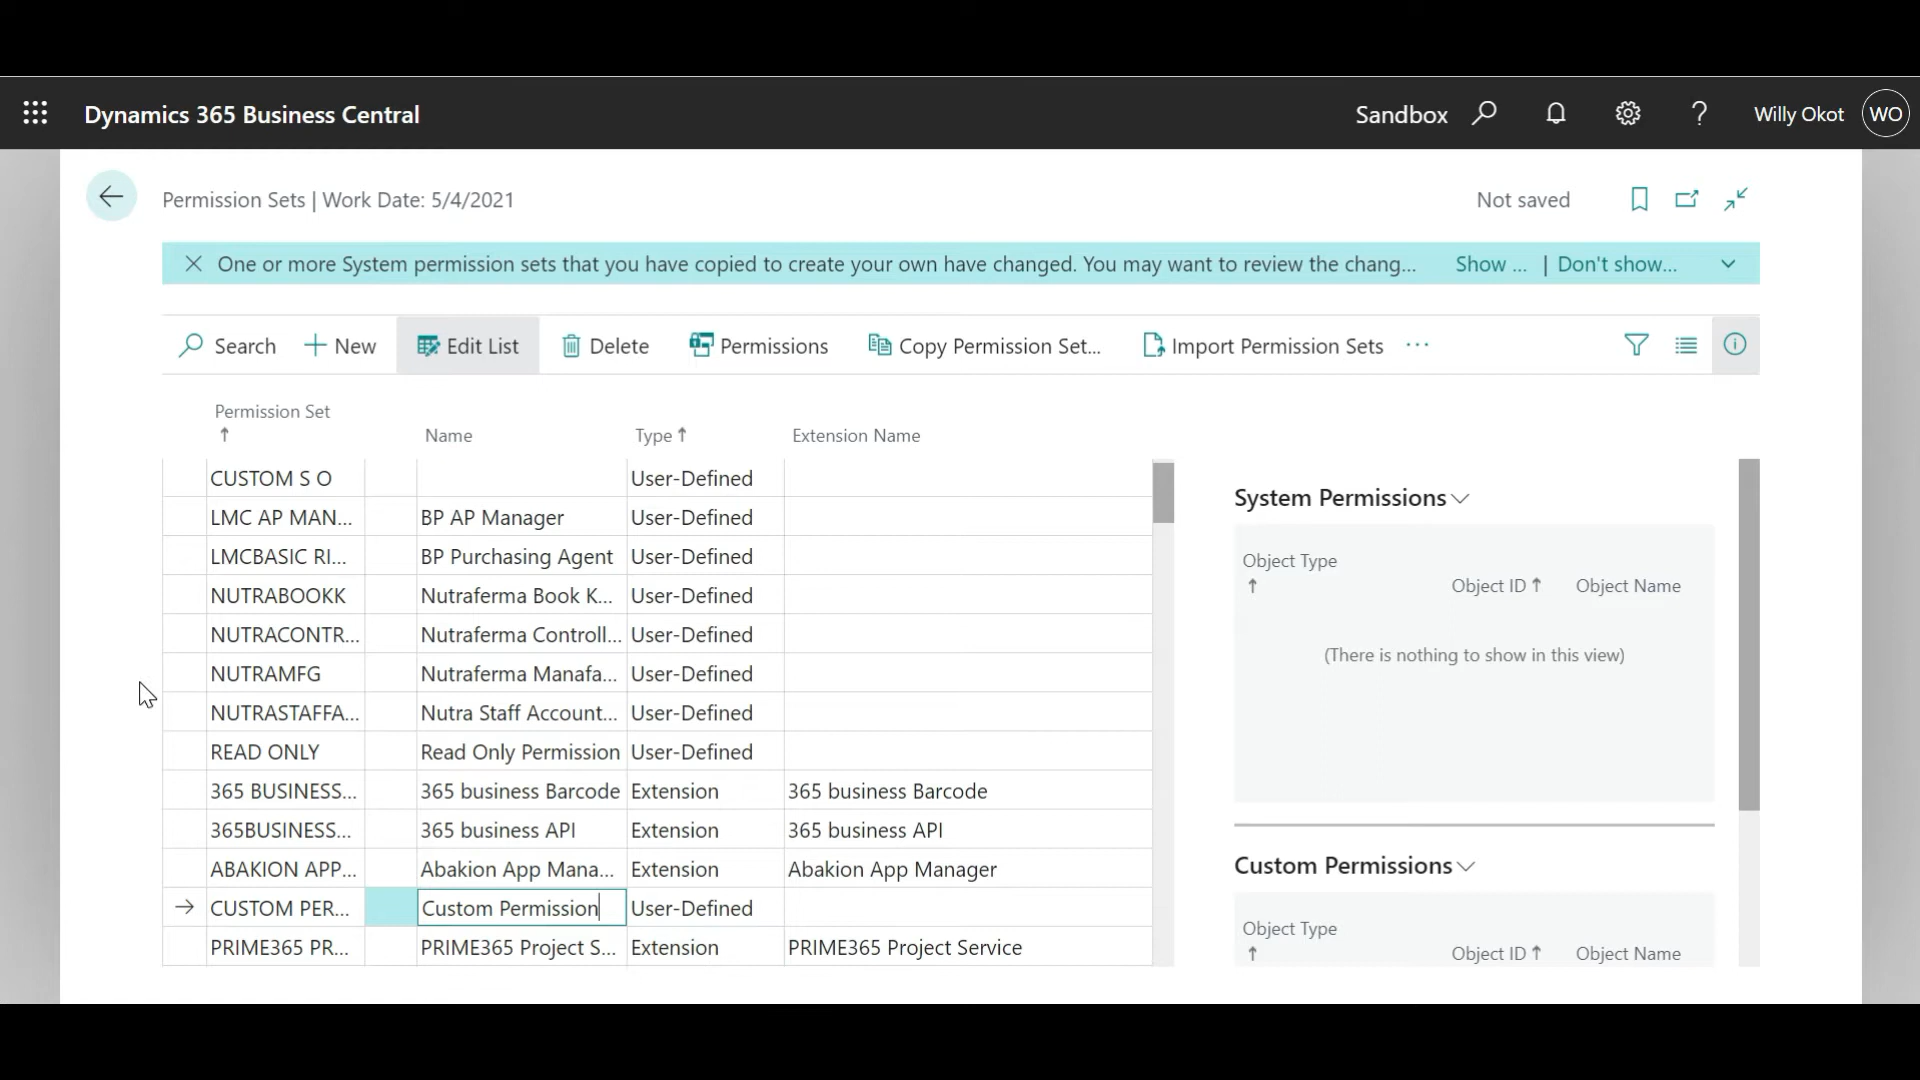 Dynamics 365 Business Central
Sandbox
Willy Okot
WO
Permission Sets | Work Date: 5/4/2021
Not saved
One or more System permission sets that you have copied to create your own have changed. You may want to review the chang...
Show ... | Don't show...
Search
New
Edit List
Delete
Permissions
Copy Permission Set...
Import Permission Sets
...
Permission Set ↑
Name
Type ↑
Extension Name
CUSTOM S O User-Defined
LMC AP MAN... BP AP Manager User-Defined
LMCBASIC RI... BP Purchasing Agent User-Defined
NUTRABOOKK Nutraferma Book K... User-Defined
NUTRACONTR... Nutraferma Controll... User-Defined
NUTRAMFG Nutraferma Manafa... User-Defined
NUTRASTAFFA... Nutra Staff Account... User-Defined
READ ONLY Read Only Permission User-Defined
365 BUSINESS... 365 business Barcode Extension 365 business Barcode
365BUSINESS... 365 business API Extension 365 business API
ABAKION APP... Abakion App Mana... Extension Abakion App Manager
CUSTOM PER... Custom Permission User-Defined
PRIME365 PR... PRIME365 Project S... Extension PRIME365 Project Service
System Permissions
Object Type ↑
Object ID ↑
Object Name
(There is nothing to show in this view)
Custom Permissions
Object Type ↑
Object ID ↑
Object Name